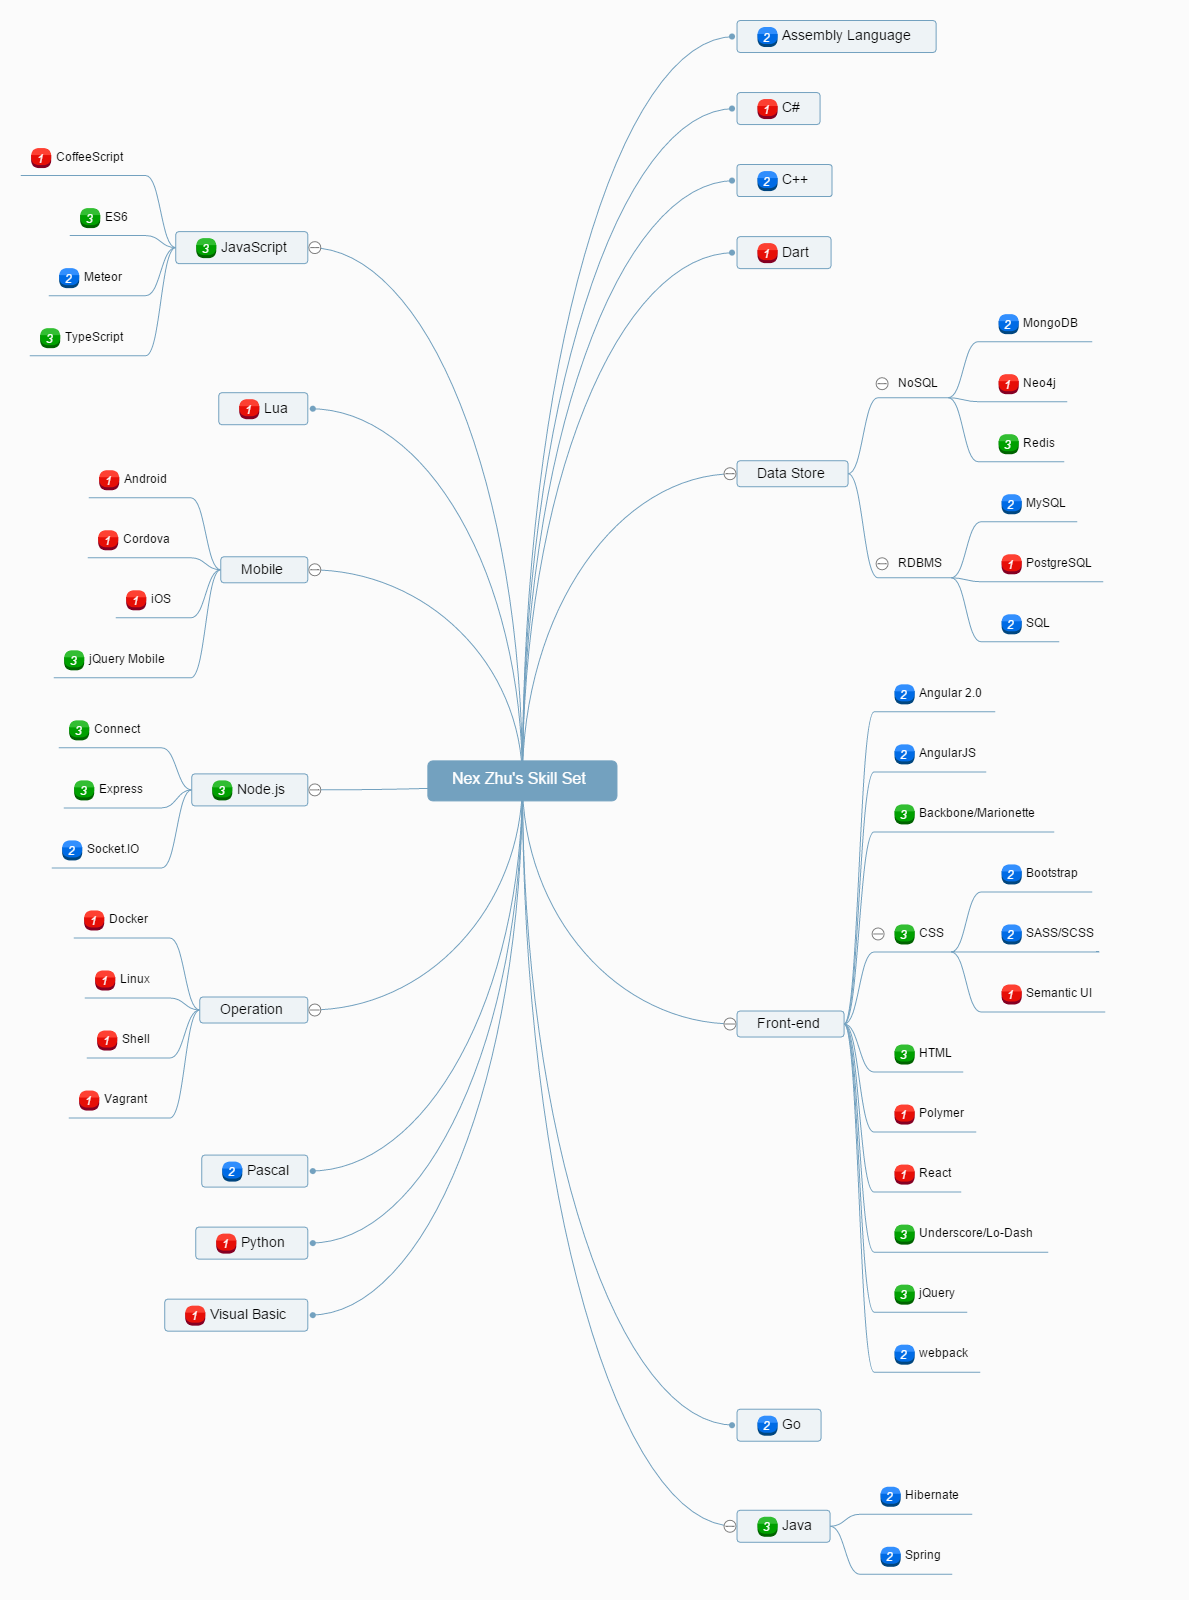 Nex Zhu's Skill Set
2 Assembly Language
1 C#
2 C++
1 Dart
Data Store
NoSQL
2 MongoDB
1 Neo4j
3 Redis
RDBMS
2 MySQL
1 PostgreSQL
2 SQL
Front-end
2 Angular 2.0
2 AngularJS
3 Backbone/Marionette
3 CSS
2 Bootstrap
2 SASS/SCSS
1 Semantic UI
3 HTML
1 Polymer
1 React
3 Underscore/Lo-Dash
3 jQuery
2 webpack
2 Go
3 Java
2 Hibernate
2 Spring
3 JavaScript
1 CoffeeScript
3 ES6
2 Meteor
3 TypeScript
1 Lua
Mobile
1 Android
1 Cordova
1 iOS
3 jQuery Mobile
3 Node.js
3 Connect
3 Express
2 Socket.IO
Operation
1 Docker
1 Linux
1 Shell
1 Vagrant
2 Pascal
1 Python
1 Visual Basic